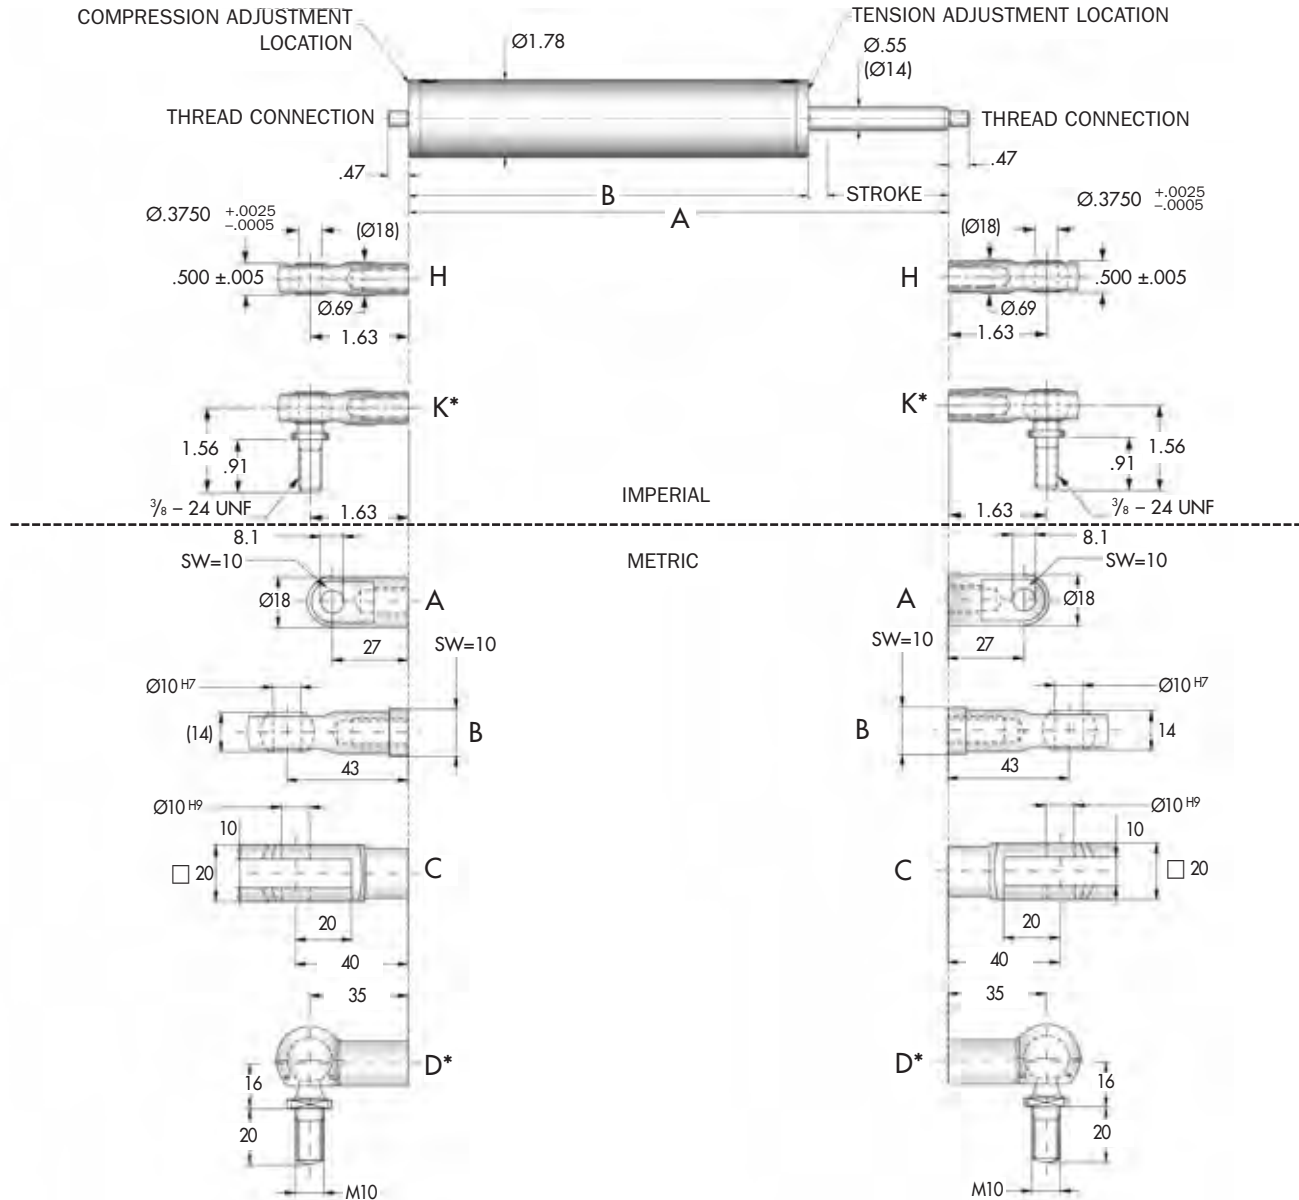 COMPRESSION ADJUSTMENT
LOCATION
TENSION ADJUSTMENT LOCATION
Ø1.78
Ø.55
(Ø14)
THREAD CONNECTION
THREAD CONNECTION
.47
.47
B
STROKE
A
Ø.3750 +.0025
–.0005
(Ø18)
(Ø18)
Ø.3750 +.0025
–.0005
.500 ±.005
H
H
.500 ±.005
Ø.69
Ø.69
1.63
1.63
K*
K*
1.56
.91
1.56
.91
3/8 – 24 UNF
1.63
IMPERIAL
1.63
3/8 – 24 UNF
8.1
METRIC
8.1
SW=10
SW=10
Ø18
A
A
Ø18
27
SW=10
SW=10
27
Ø10 H7
Ø10 H7
(14)
B
B
14
43
43
Ø10 H9
Ø10 H9
10
10
□ 20
C
C
□ 20
20
20
40
40
35
35
D*
D*
16
16
20
20
M10
M10